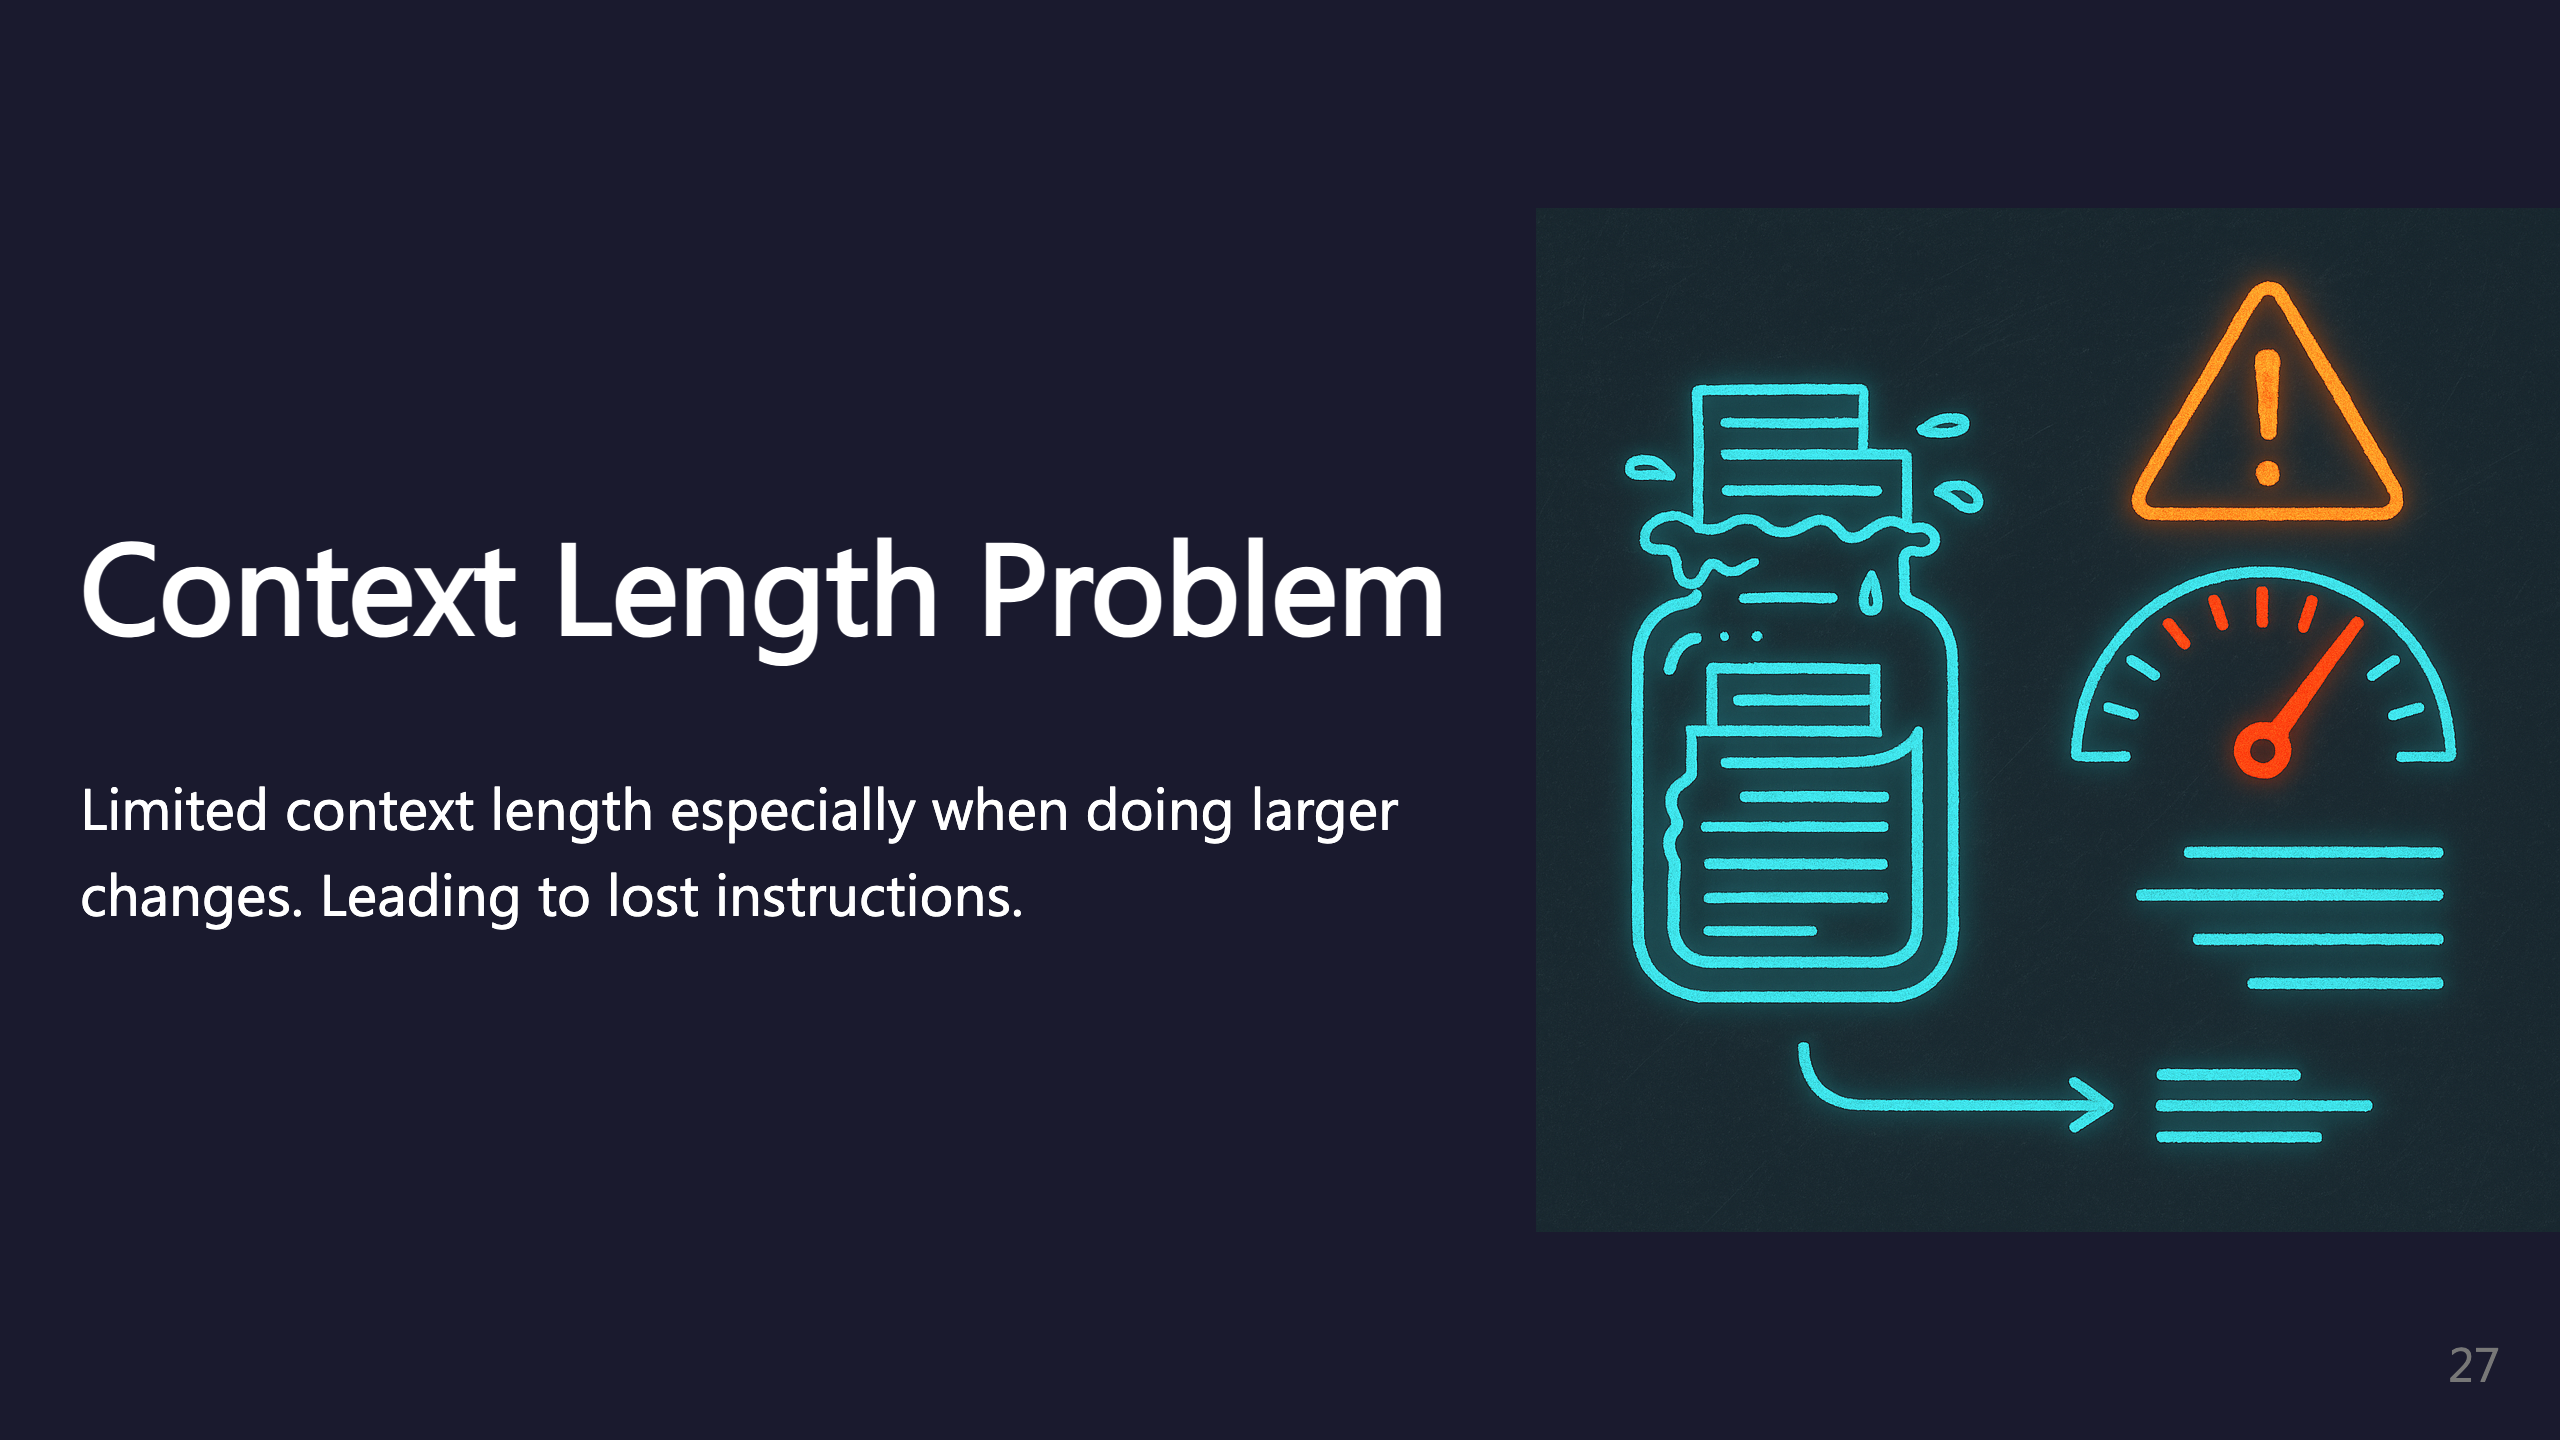 Context Length Problem
Limited context length especially when doing larger
changes. Leading to lost instructions.
27